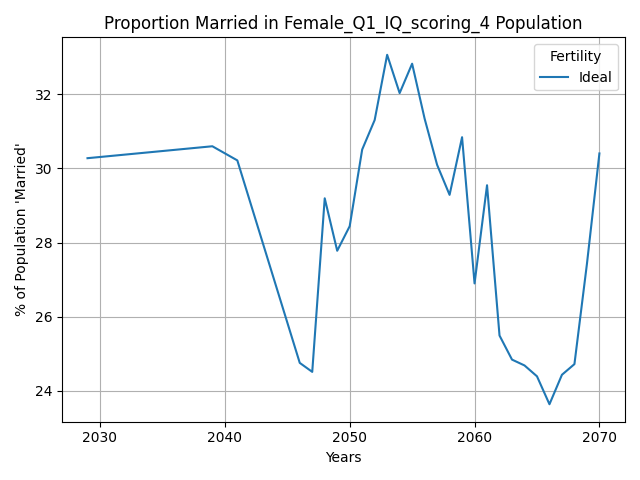 Proportion Married in Female_Q1_IQ_scoring_4 Population
Fertility
Ideal
% of Population 'Married'
32
30
28
26
24
2030
2040
2050
2060
2070
Years